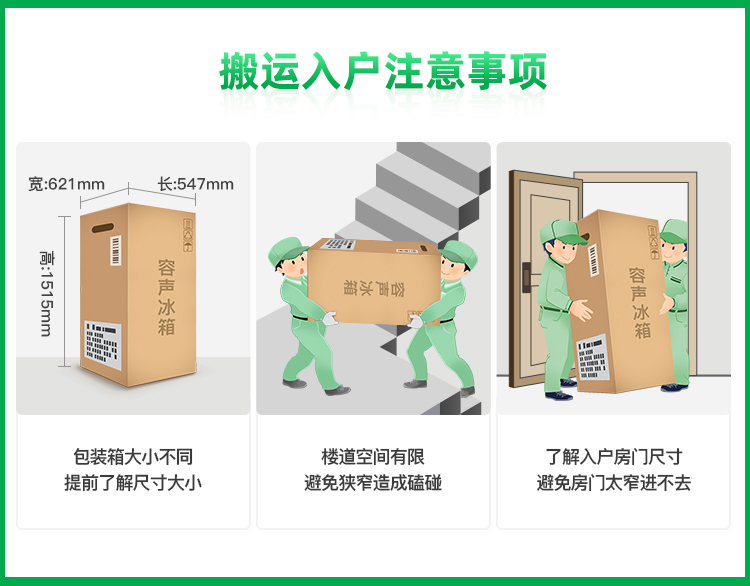 搬运入户注意事项
宽:621mm
长:547mm
高:1515mm
容声冰箱
容声冰箱
容声冰箱
包装箱大小不同
提前了解尺寸大小
楼道空间有限
避免狭窄造成磕碰
了解入户房门尺寸
避免房门太窄进不去